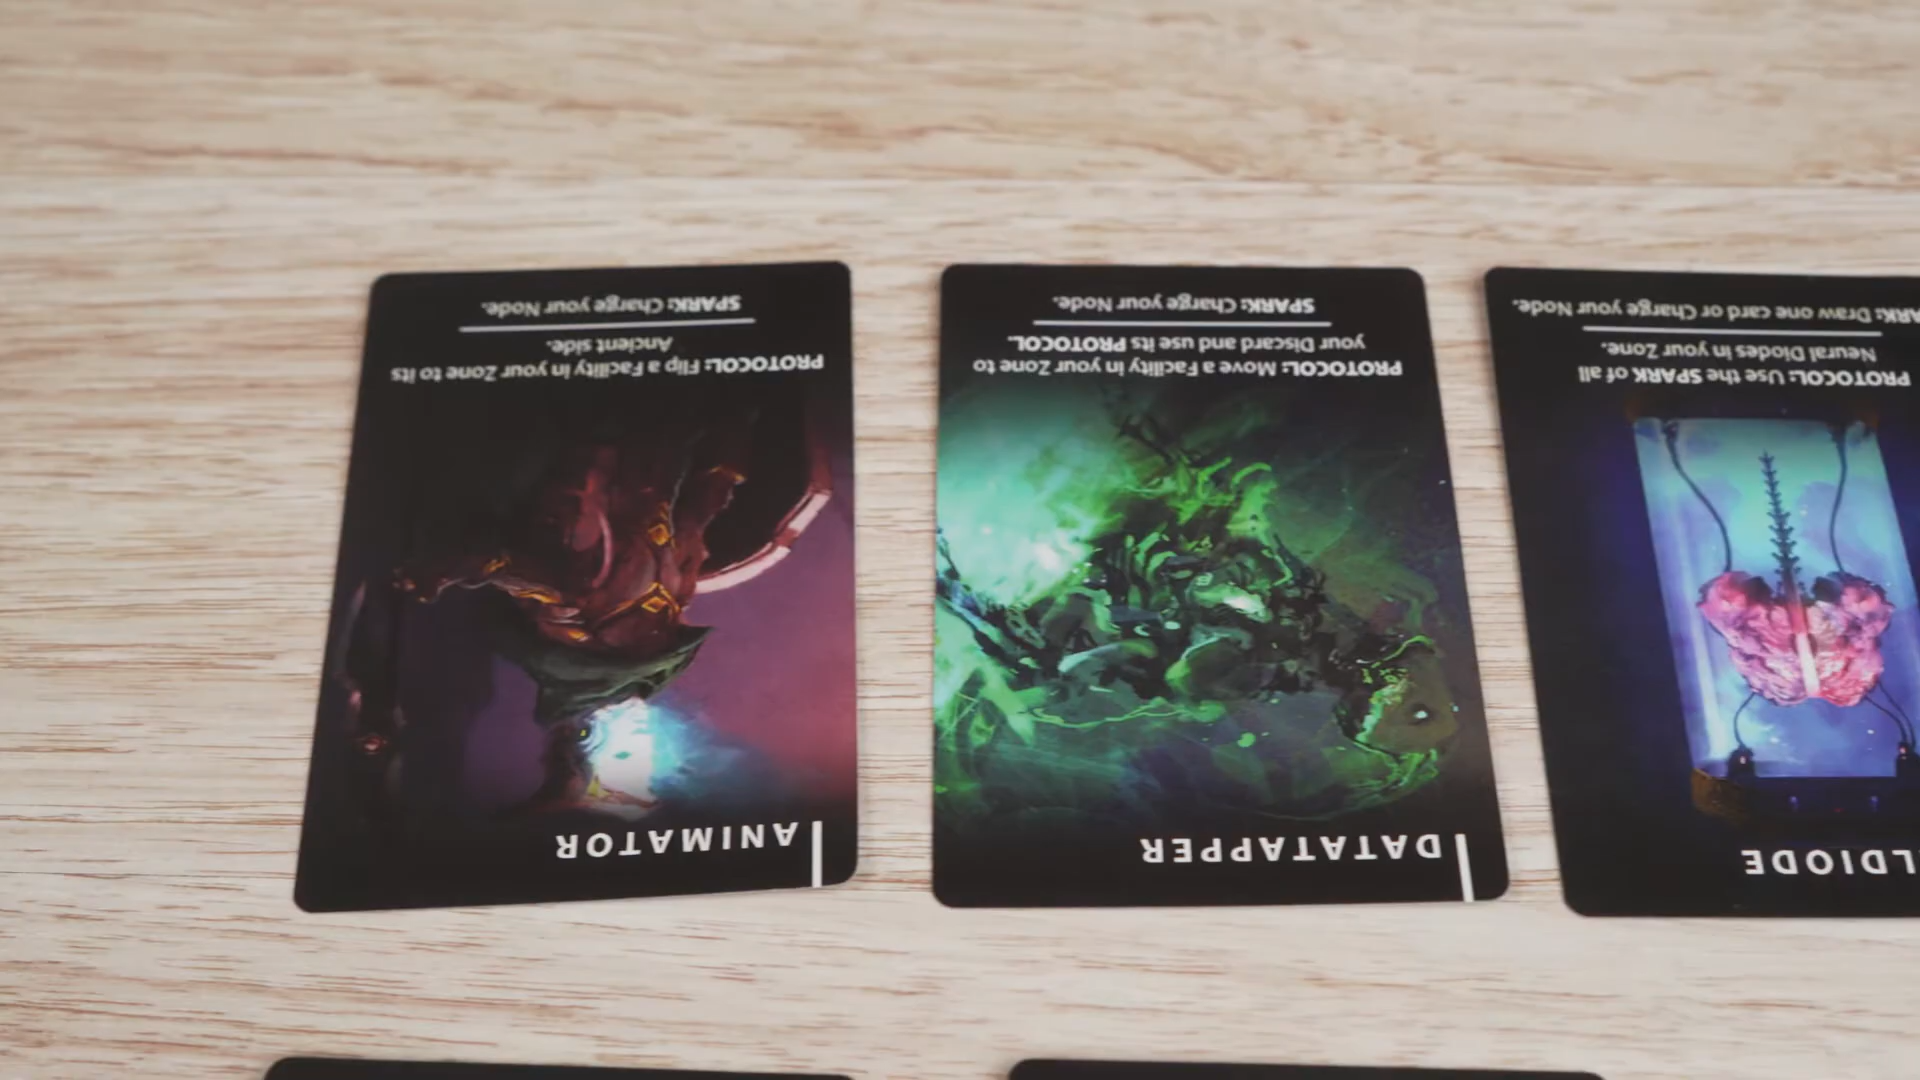 ANIMATOR
PROTOCOL: Flip a Facility in your Zone to its
Ancient side.
SPARK: Charge your Node.
DATATAPPER
PROTOCOL: Move a Facility in your Zone to
your Discard and use its PROTOCOL.
SPARK: Charge your Node.
LDIODE
PROTOCOL: Use the SPARK of all
Neural Diodes in your Zone.
ARK: Draw one card or Charge your Node.